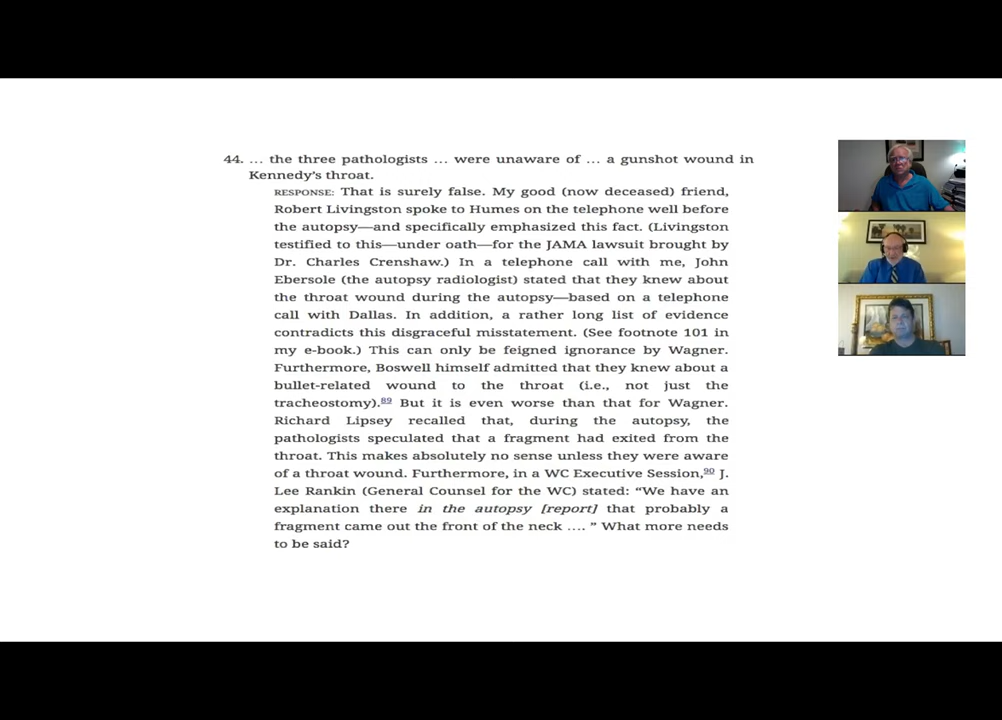 44. ... the three pathologists ... were unaware of ... a gunshot wound in
Kennedy's throat.
RESPONSE: That is surely false. My good (now deceased) friend,
Robert Livingston spoke to Humes on the telephone well before
the autopsy—and specifically emphasized this fact. (Livingston
testified to this—under oath—for the JAMA lawsuit brought by
Dr. Charles Crenshaw.) In a telephone call with me, John
Ebersole (the autopsy radiologist) stated that they knew about
the throat wound during the autopsy—based on a telephone
call with Dallas. In addition, a rather long list of evidence
contradicts this disgraceful misstatement. (See footnote 101 in
my e-book.) This can only be feigned ignorance by Wagner.
Furthermore, Boswell himself admitted that they knew about a
bullet-related wound to the throat (i.e., not just the
tracheostomy).89 But it is even worse than that for Wagner.
Richard Lipsey recalled that, during the autopsy, the
pathologists speculated that a fragment had exited from the
throat. This makes absolutely no sense unless they were aware
of a throat wound. Furthermore, in a WC Executive Session,90 J.
Lee Rankin (General Counsel for the WC) stated: “We have an
explanation there in the autopsy [report] that probably a
fragment came out the front of the neck .... ” What more needs
to be said?